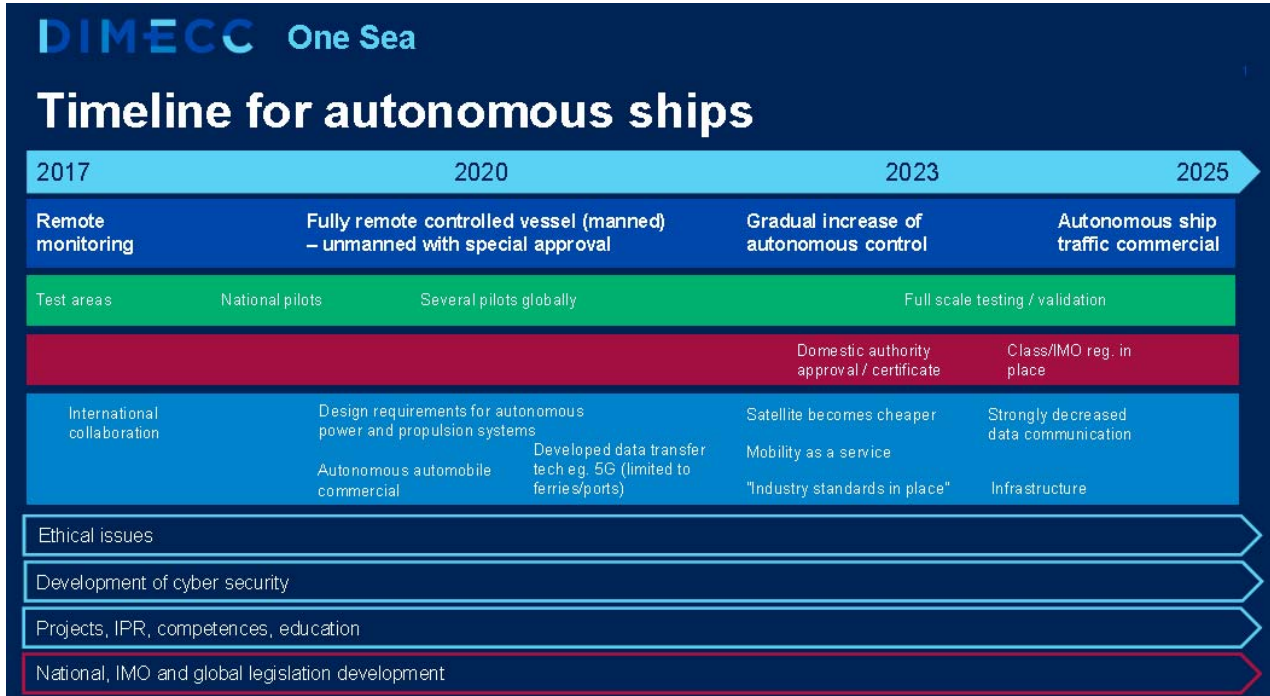 DIMECC One Sea
1
Timeline for autonomous ships
2017 2020 2023 2025
Remote
monitoring
Fully remote controlled vessel (manned)
– unmanned with special approval
Gradual increase of
autonomous control
Autonomous ship
traffic commercial
Test areas National pilots Several pilots globally Full scale testing / validation
Domestic authority
approval / certificate
Class/IMO reg. in
place
International
collaboration
Design requirements for autonomous
power and propulsion systems
Autonomous automobile
commercial
Developed data transfer
tech eg. 5G (limited to
ferries/ports)
Satellite becomes cheaper
Mobility as a service
"Industry standards in place"
Strongly decreased
data communication
Infrastructure
Ethical issues
Development of cyber security
Projects, IPR, competences, education
National, IMO and global legislation development